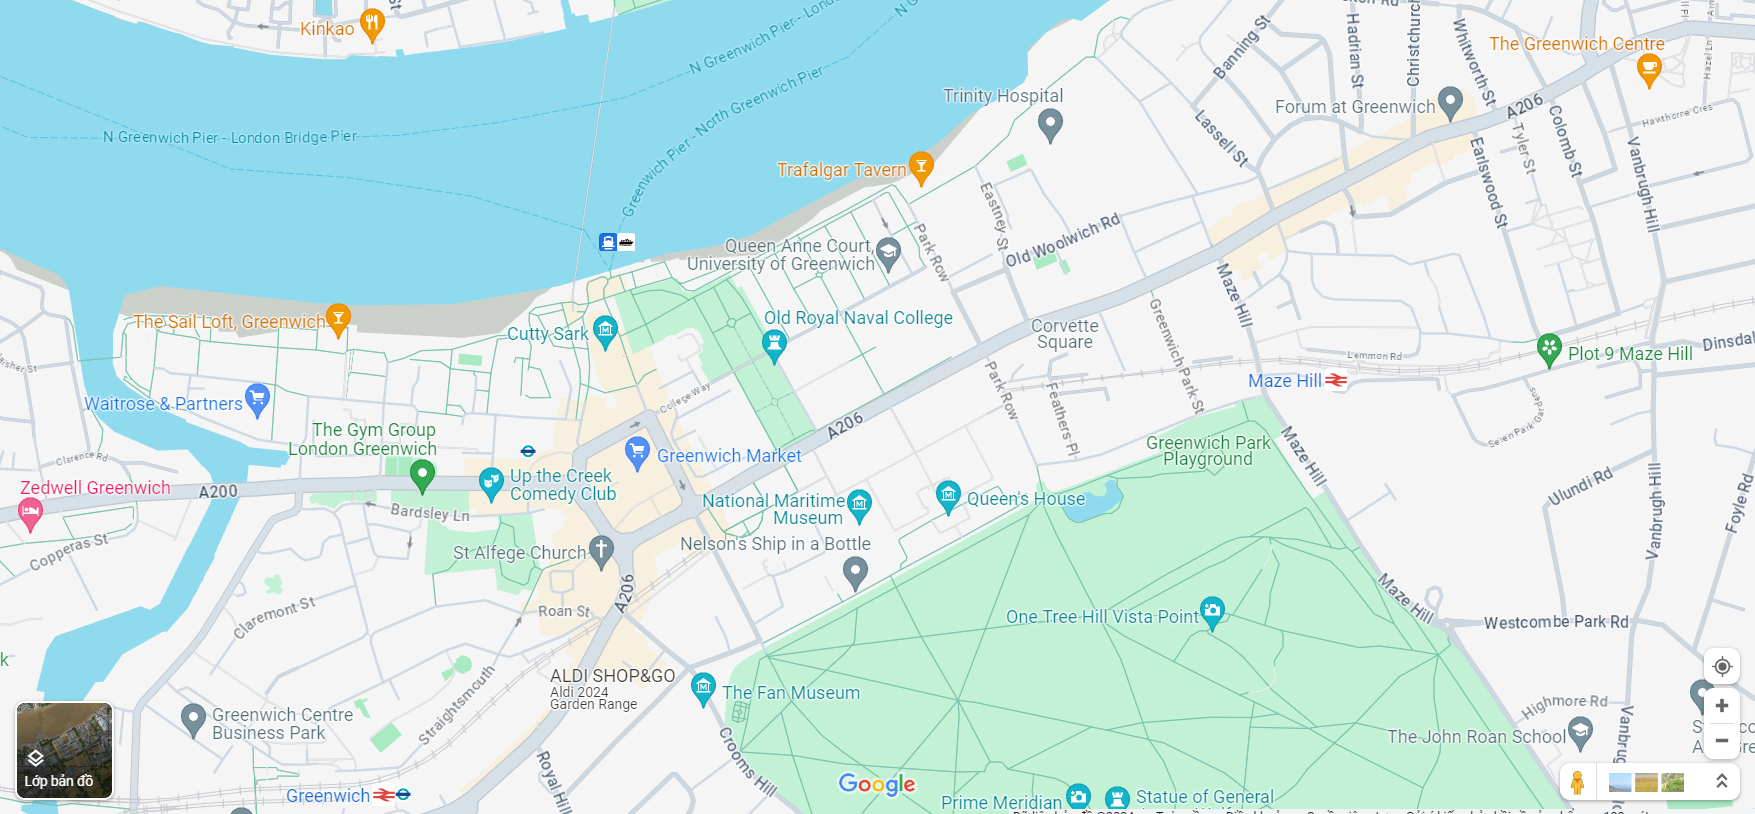 Kinkao
N Greenwich Pier - London Bridge Pier
N Greenwich Pier - Lond
N G
Greenwich Pier - North Greenwich Pier
Banning St
Hadrian St
Christchurch
Whitworth St
The Greenwich Centre
Hazel Ln
Trinity Hospital
Forum at Greenwich
A206
Hawthorne Cres
Lassell St
Tyler St
Colomb St
Earlswood St
Vanbrugh Hill
Trafalgar Tavern
Eastney St
Old Woolwich Rd
Park Row
Queen Anne Court,
University of Greenwich
Maze Hill
The Sail Loft, Greenwich
Cutty Sark
Old Royal Naval College
Corvette
Square
Greenwich Park St
Lemmon Rd
Plot 9 Maze Hill
Dinsda
Maze Hill
Waitrose & Partners
College Way
Park Row
Feathers Pl
Seven Park Gardens
The Gym Group
London Greenwich
A206
Greenwich Park
Playground
Maze Hill
Clarence Rd
Greenwich Market
Up the Creek
Comedy Club
Zedwell Greenwich
A200
Bardsley Ln
National Maritime
Museum
Queen's House
Ulundi Rd
Vanbrugh Hill
Foyle Rd
Copperas St
St Alfege Church
Nelson's Ship in a Bottle
A206
Maze Hill
Claremont St
Roan St
One Tree Hill Vista Point
Westcombe Park Rd
k
ALDI SHOP&GO
Aldi 2024
Garden Range
The Fan Museum
Straightsmouth
Highmore Rd
Greenwich Centre
Business Park
Crooms Hill
The John Roan School
Vanbrug
Lớp bản đồ
Royal Hill
Google
Greenwich
Prime Meridian
Statue of General